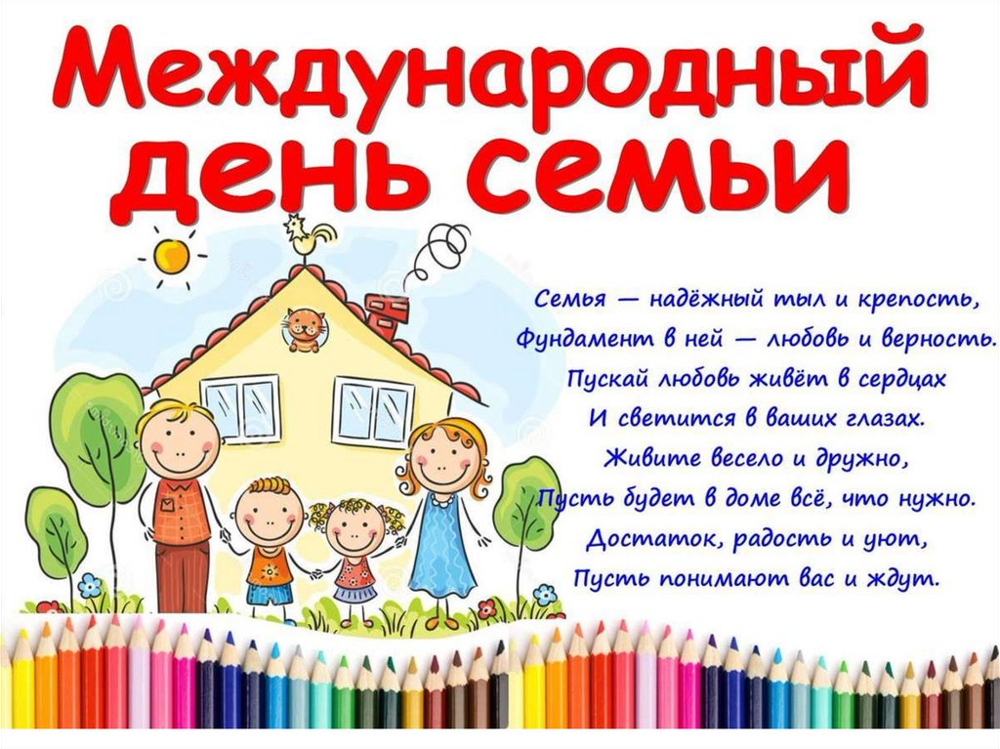 Международный
день семьи
Семья — надёжный тыл и крепость,
Фундамент в ней — любовь и верность.
Пускай любовь живёт в сердцах
И светится в ваших глазах.
Живите весело и дружно,
Пусть будет в доме всё, что нужно.
Достаток, радость и уют,
Пусть понимают вас и ждут.